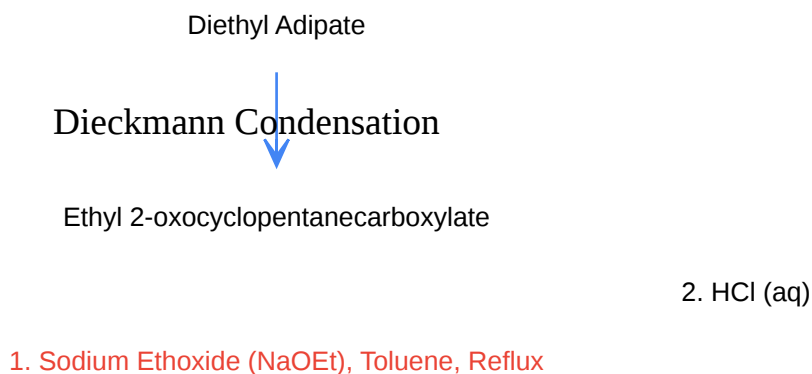 Diethyl Adipate
Dieckmann Condensation
Ethyl 2-oxocyclopentanecarboxylate
2. HCl (aq)
1. Sodium Ethoxide (NaOEt), Toluene, Reflux